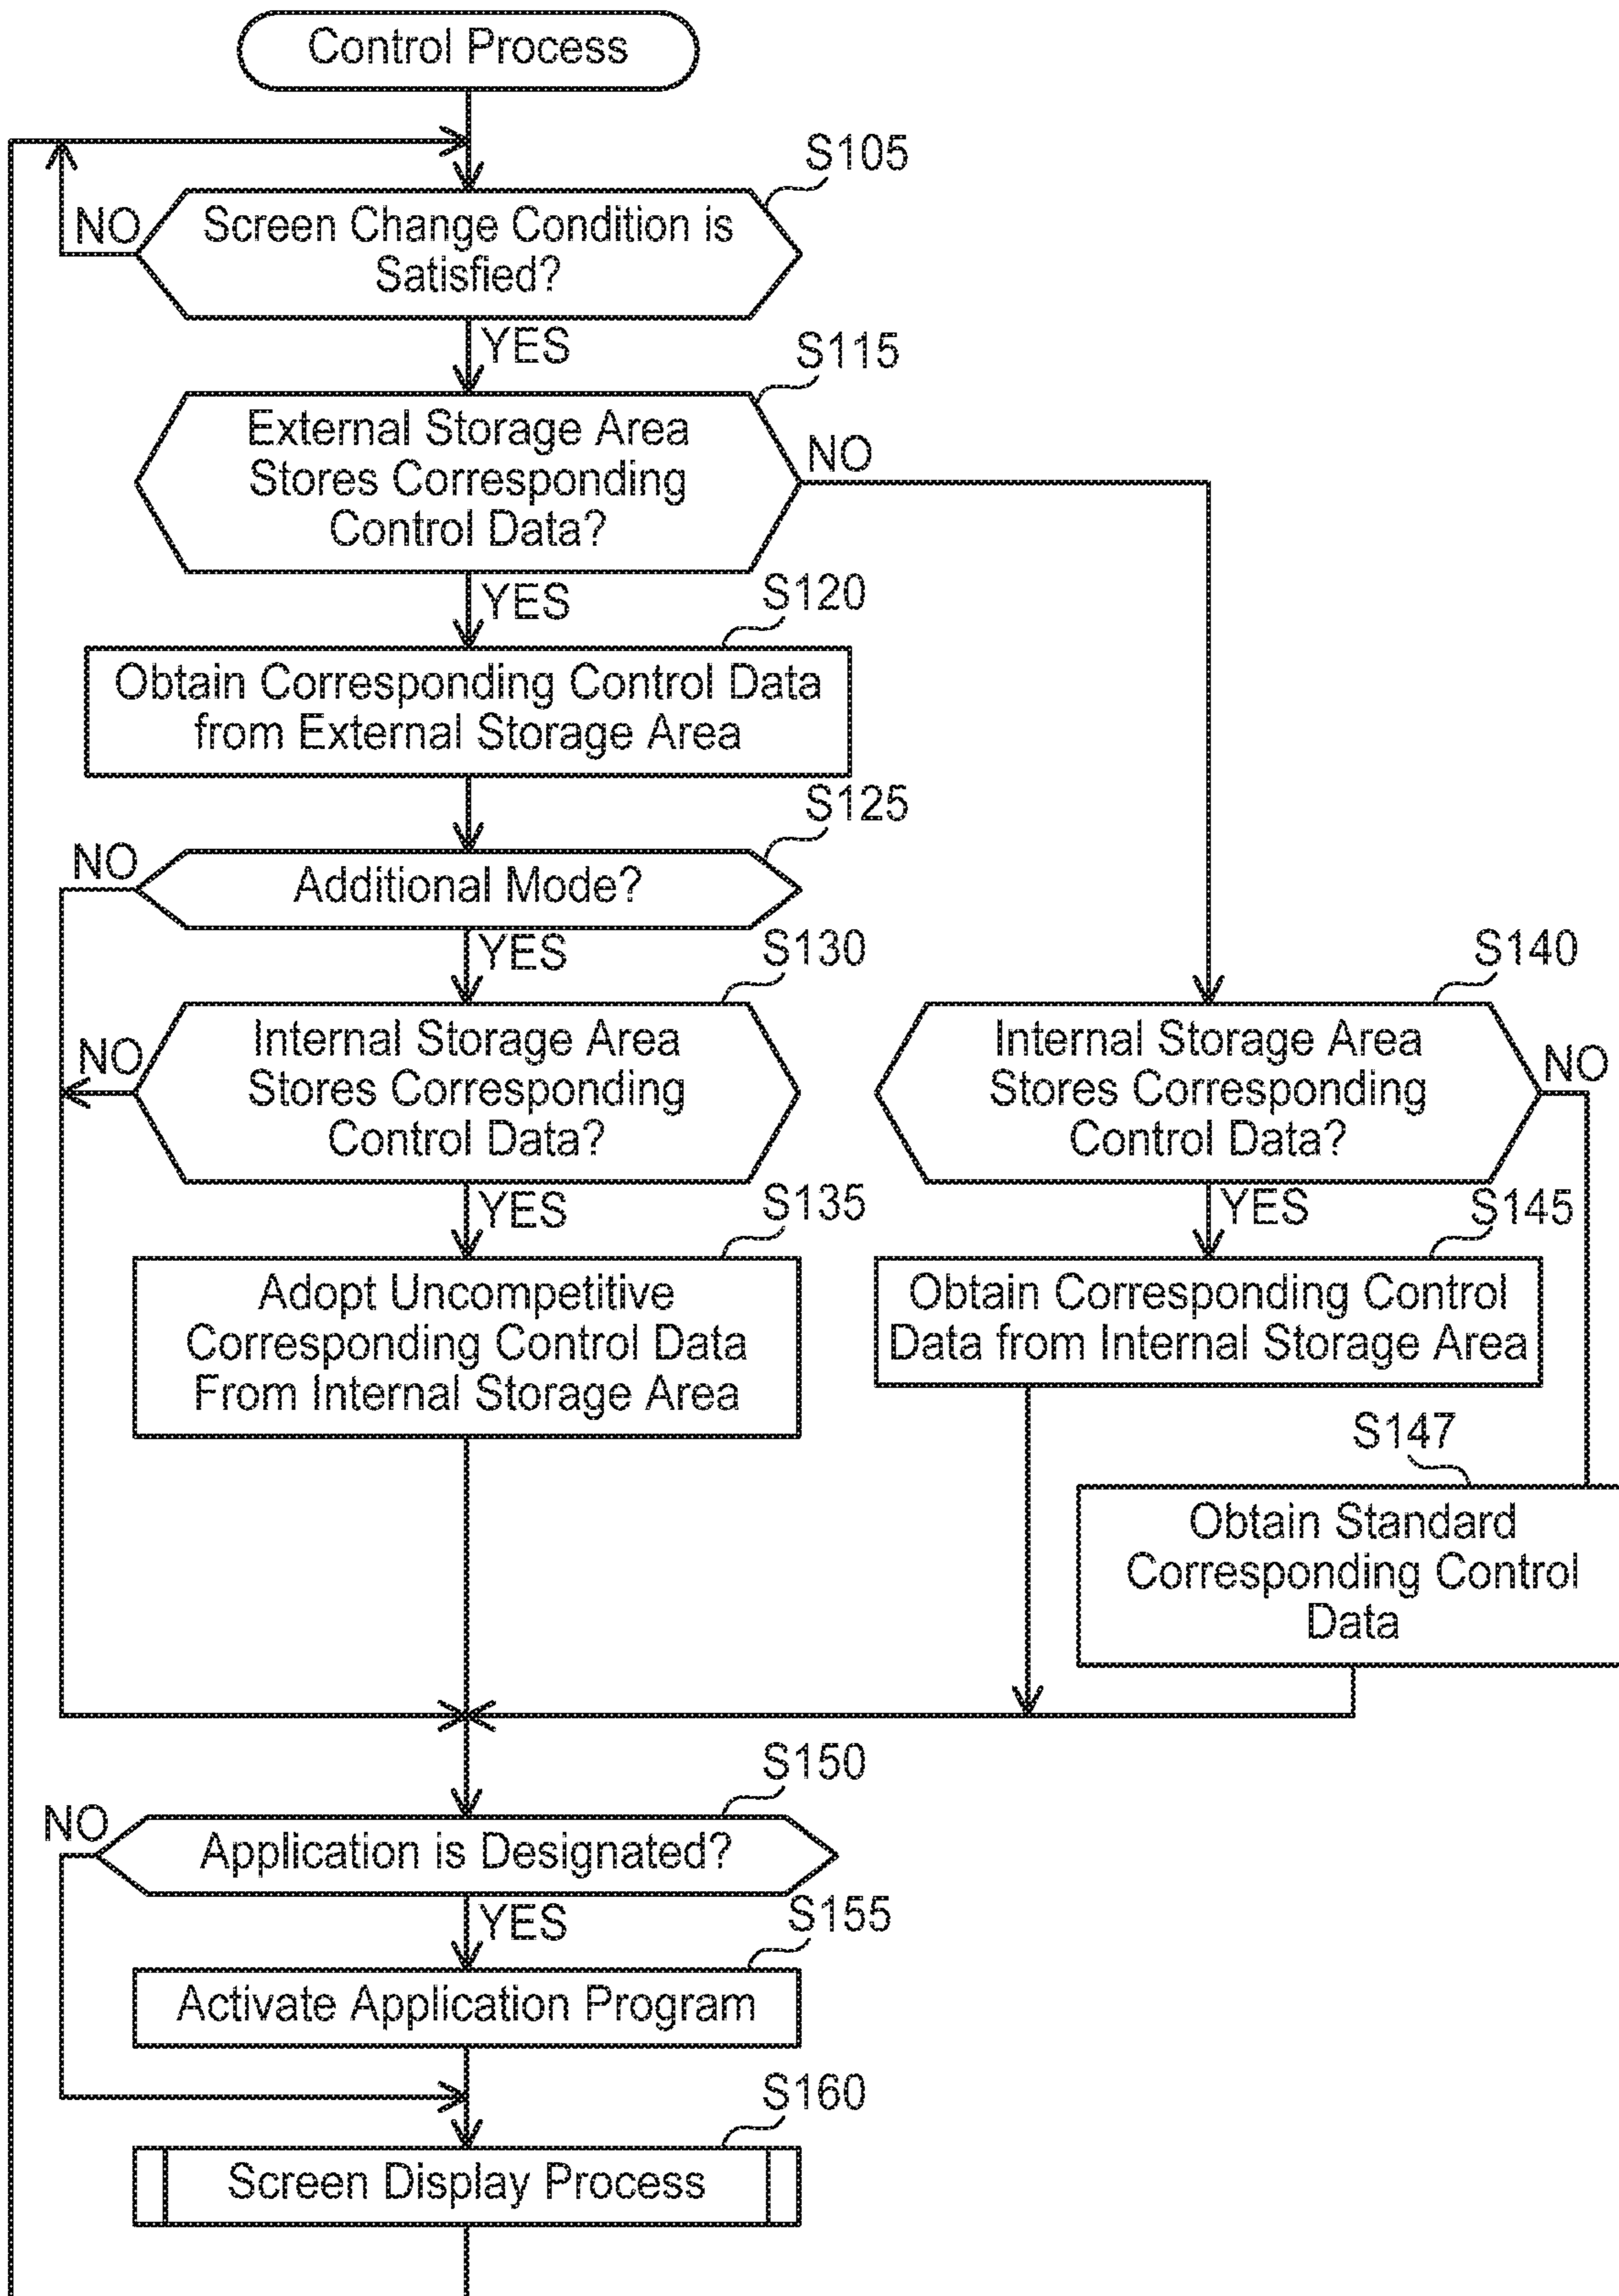 Control Process
S105
NO
Screen Change Condition is
Satisfied?
YES
S115
External Storage Area
Stores Corresponding
Control Data?
NO
YES
S120
Obtain Corresponding Control Data
from External Storage Area
S125
NO
Additional Mode?
YES
S130
S140
NO
Internal Storage Area
Stores Corresponding
Control Data?
Internal Storage Area
Stores Corresponding
Control Data?
NO
YES
S135
YES
S145
Adopt Uncompetitive
Corresponding Control Data
From Internal Storage Area
Obtain Corresponding Control
Data from Internal Storage Area
S147
Obtain Standard
Corresponding Control
Data
S150
NO
Application is Designated?
YES
S155
Activate Application Program
S160
Screen Display Process